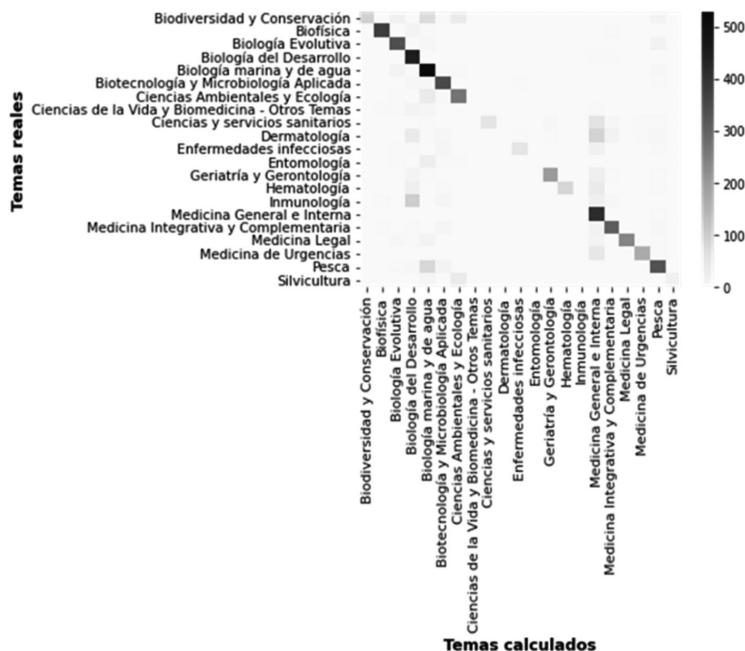 Temas reales
Biodiversidad y Conservación
Biofísica
Biología Evolutiva
Biología del Desarrollo
Biología marina y de agua
Biotecnología y Microbiología Aplicada
Ciencias Ambientales y Ecología
Ciencias de la Vida y Biomedicina - Otros Temas
Ciencias y servicios sanitarios
Dermatología
Enfermedades infecciosas
Entomología
Geriatría y Gerontología
Hematología
Inmunología
Medicina General e Interna
Medicina Integrativa y Complementaria
Medicina Legal
Medicina de Urgencias
Pesca
Silvicultura
500
400
300
200
100
0
Biodiversidad y Conservación
Biofísica
Biología Evolutiva
Biología del Desarrollo
Biología marina y de agua
Biotecnología y Microbiología Aplicada
Ciencias Ambientales y Ecología
Ciencias de la Vida y Biomedicina - Otros Temas
Ciencias y servicios sanitarios
Dermatología
Enfermedades infecciosas
Entomología
Geriatría y Gerontología
Hematología
Inmunología
Medicina General e Interna
Medicina Integrativa y Complementaria
Medicina Legal
Medicina de Urgencias
Pesca
Silvicultura
Temas calculados